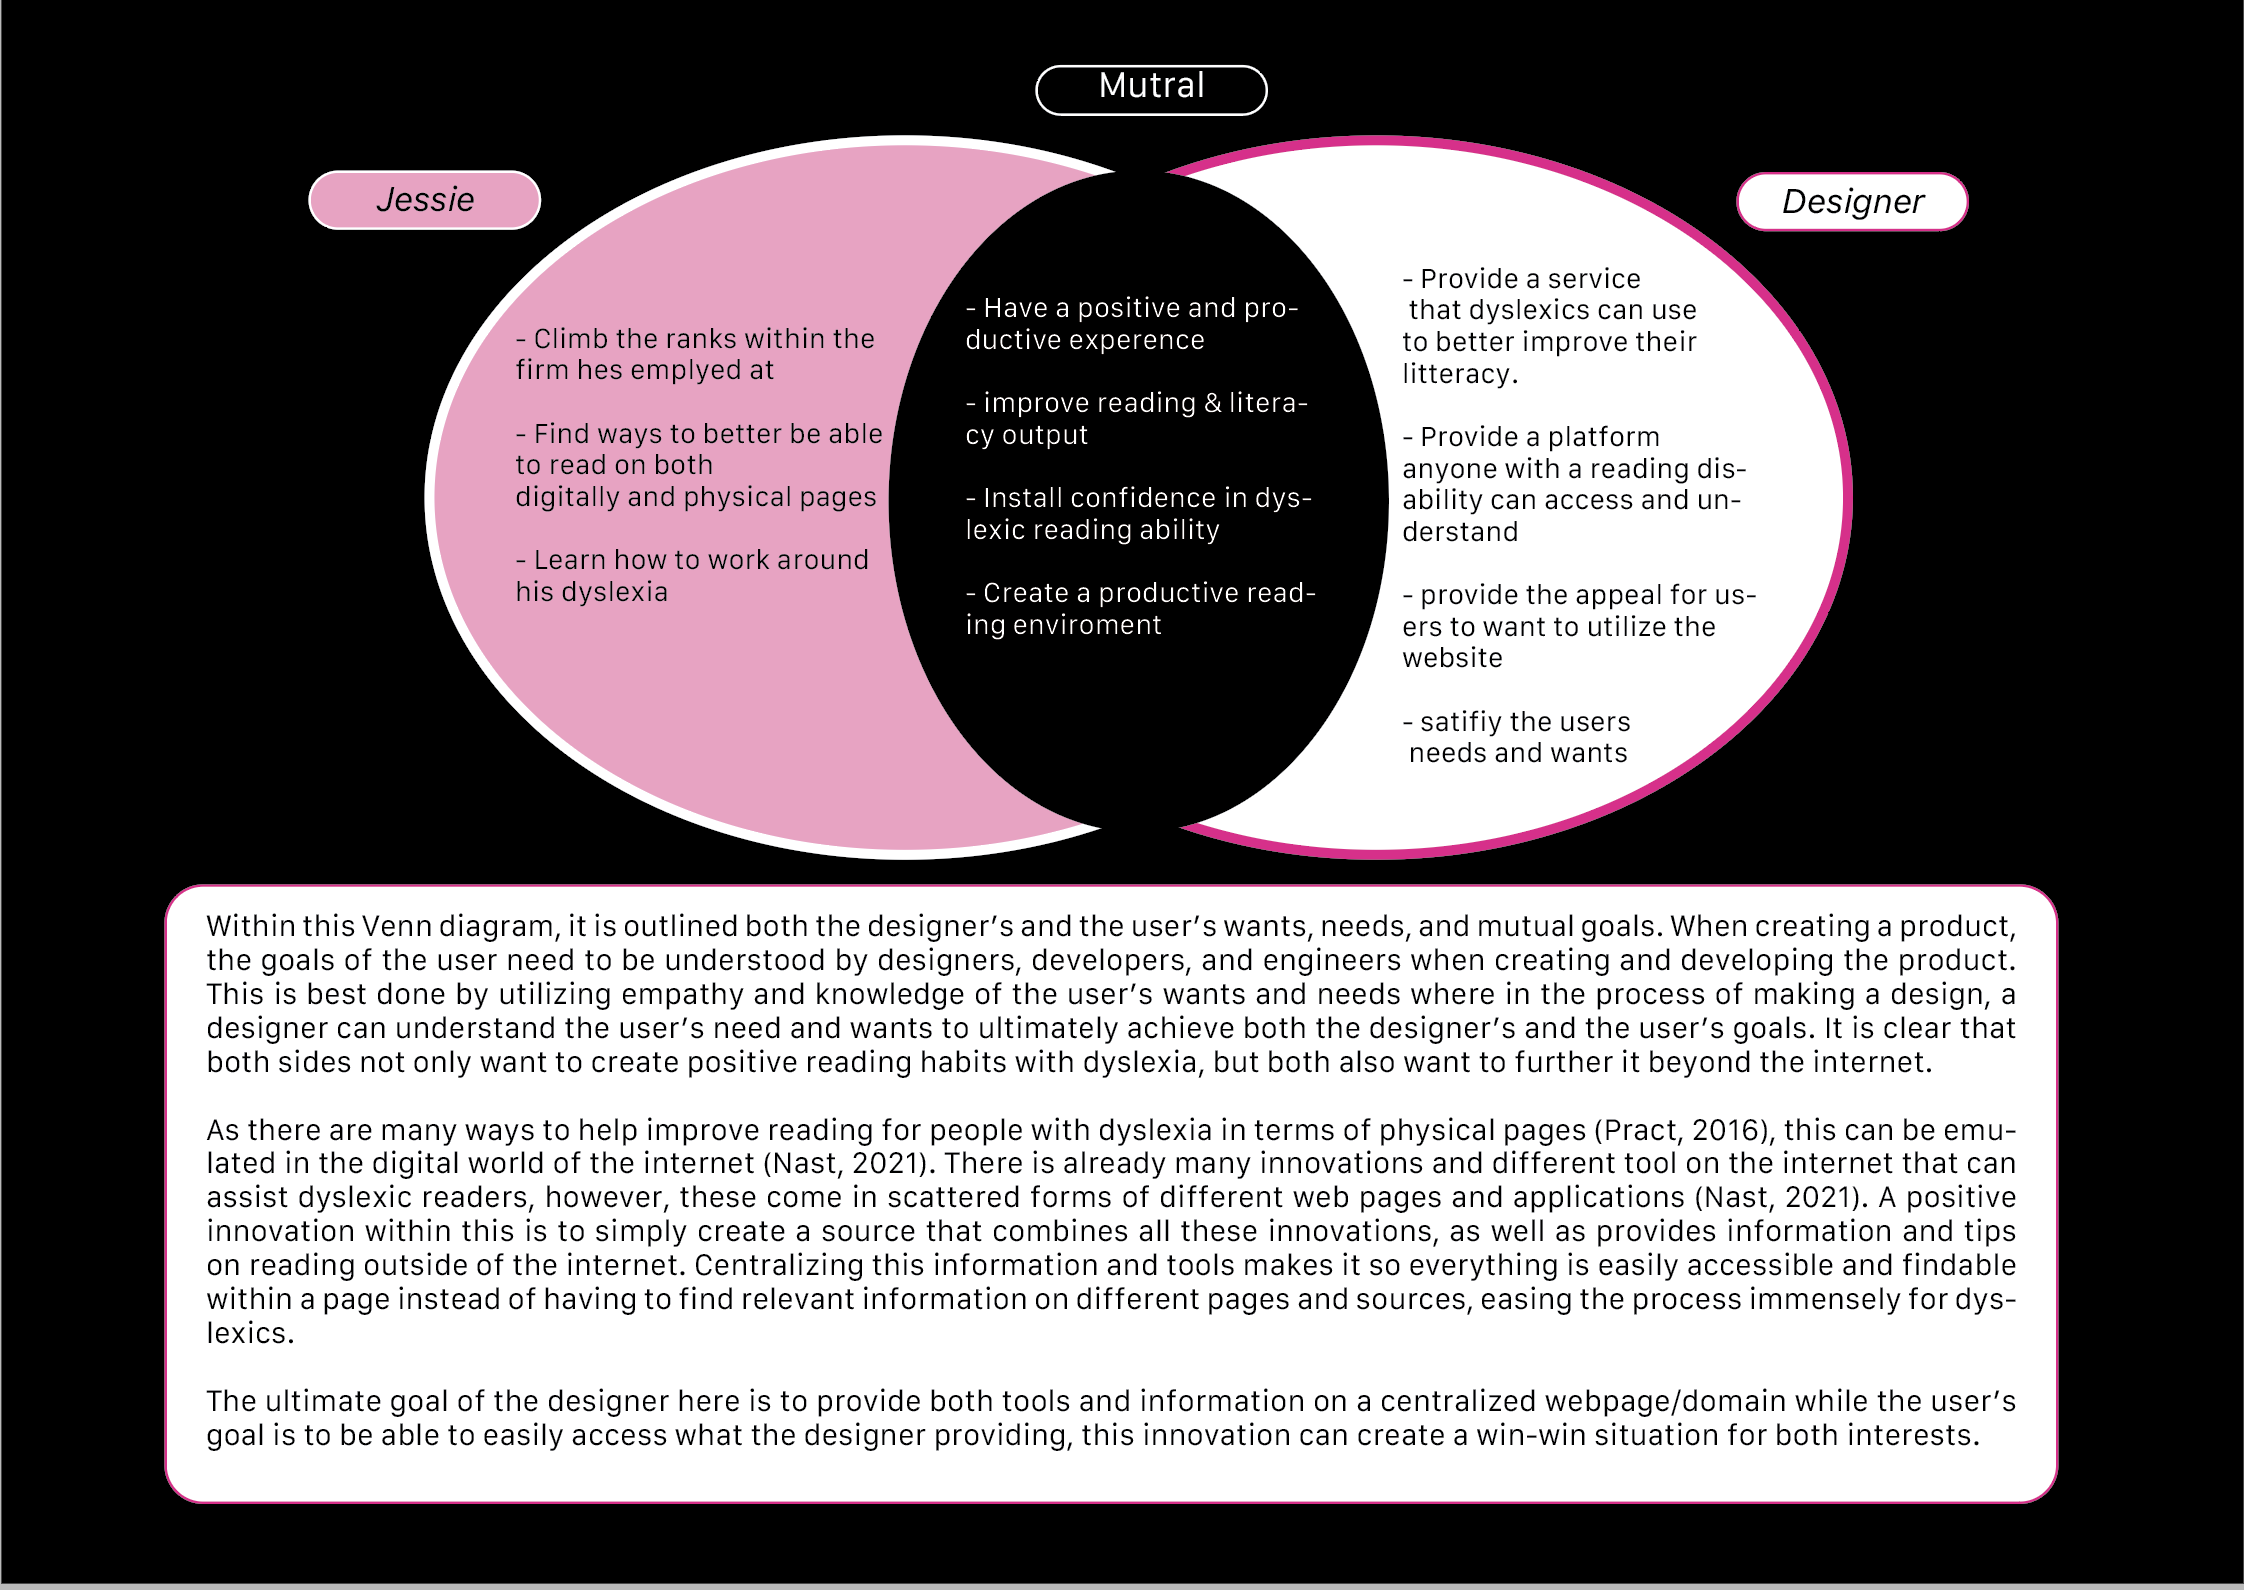 Mutral
Jessie
Designer
- Climb the ranks within the
firm hes emplyed at
- Find ways to better be able
to read on both
digitally and physical pages
- Learn how to work around
his dyslexia
- Have a positive and pro-
ductive experence
- improve reading & litera-
cy output
- Install confidence in dys-
lexic reading ability
- Create a productive read-
ing enviroment
- Provide a service
that dyslexics can use
to better improve their
litteracy.
- Provide a platform
anyone with a reading dis-
ability can access and un-
derstand
- provide the appeal for us-
ers to want to utilize the
website
- satifiy the users
needs and wants
Within this Venn diagram, it is outlined both the designer’s and the user’s wants, needs, and mutual goals. When creating a product,
the goals of the user need to be understood by designers, developers, and engineers when creating and developing the product.
This is best done by utilizing empathy and knowledge of the user’s wants and needs where in the process of making a design, a
designer can understand the user’s need and wants to ultimately achieve both the designer’s and the user’s goals. It is clear that
both sides not only want to create positive reading habits with dyslexia, but both also want to further it beyond the internet.
As there are many ways to help improve reading for people with dyslexia in terms of physical pages (Pract, 2016), this can be emu-
lated in the digital world of the internet (Nast, 2021). There is already many innovations and different tool on the internet that can
assist dyslexic readers, however, these come in scattered forms of different web pages and applications (Nast, 2021). A positive
innovation within this is to simply create a source that combines all these innovations, as well as provides information and tips
on reading outside of the internet. Centralizing this information and tools makes it so everything is easily accessible and findable
within a page instead of having to find relevant information on different pages and sources, easing the process immensely for dys-
lexics.
The ultimate goal of the designer here is to provide both tools and information on a centralized webpage/domain while the user’s
goal is to be able to easily access what the designer providing, this innovation can create a win-win situation for both interests.